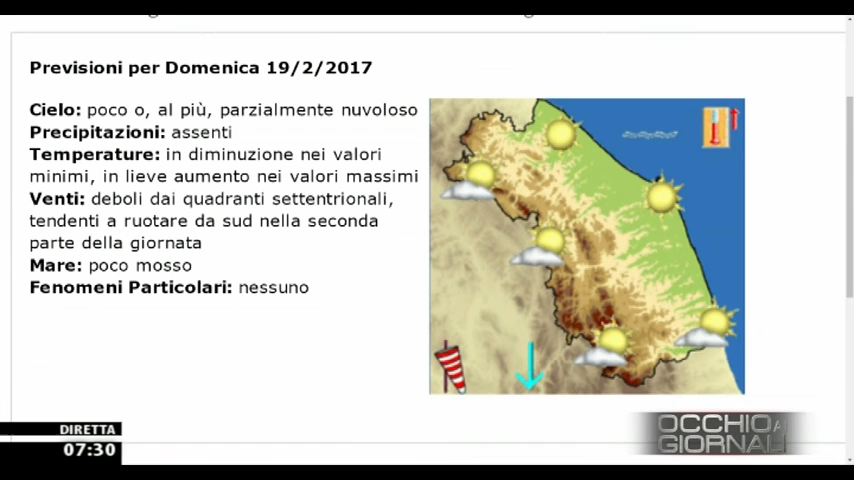 Previsioni per Domenica 19/2/2017
Cielo: poco o, al più, parzialmente nuvoloso
Precipitazioni: assenti
Temperature: in diminuzione nei valori
minimi, in lieve aumento nei valori massimi
Venti: deboli dai quadranti settentrionali,
tendenti a ruotare da sud nella seconda
parte della giornata
Mare: poco mosso
Fenomeni Particolari: nessuno
DIRETTA
07:30
OCCHIO AI
GIORNALI